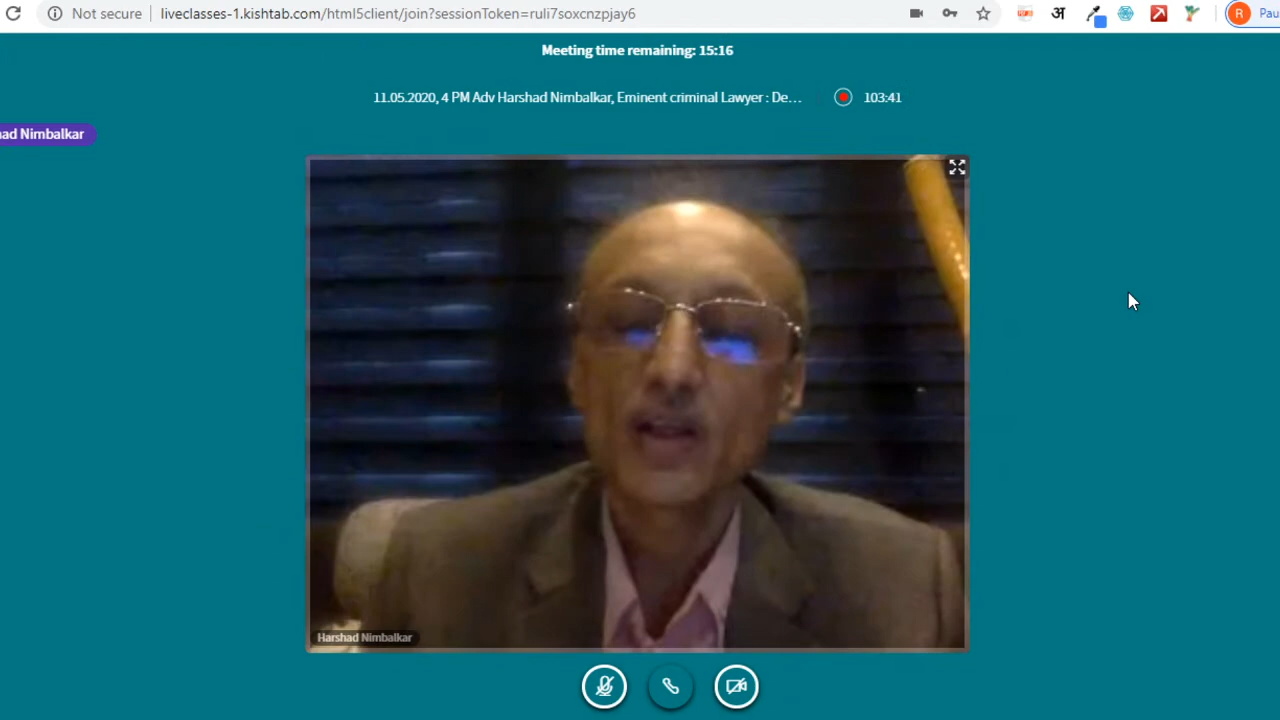 Not secure liveclasses-1.kishtab.com/html5client/join?sessionToken=ruli7soxcnzpjay6 अ R Pau
Meeting time remaining: 15:16
11.05.2020, 4 PM Adv Harshad Nimbalkar, Eminent criminal Lawyer : De... 103:41
ad Nimbalkar
Harshad Nimbalkar